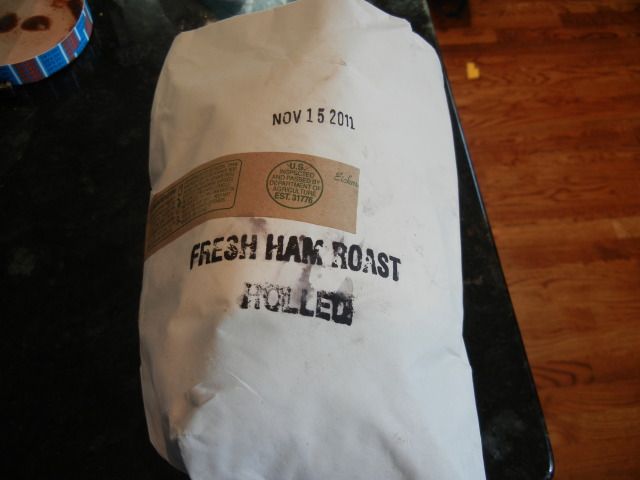 NOV 15 2011
U.S.
INSPECTED
AND PASSED BY
DEPARTMENT OF
AGRICULTURE
EST. 31776
FRESH HAM ROAST
ROLLED